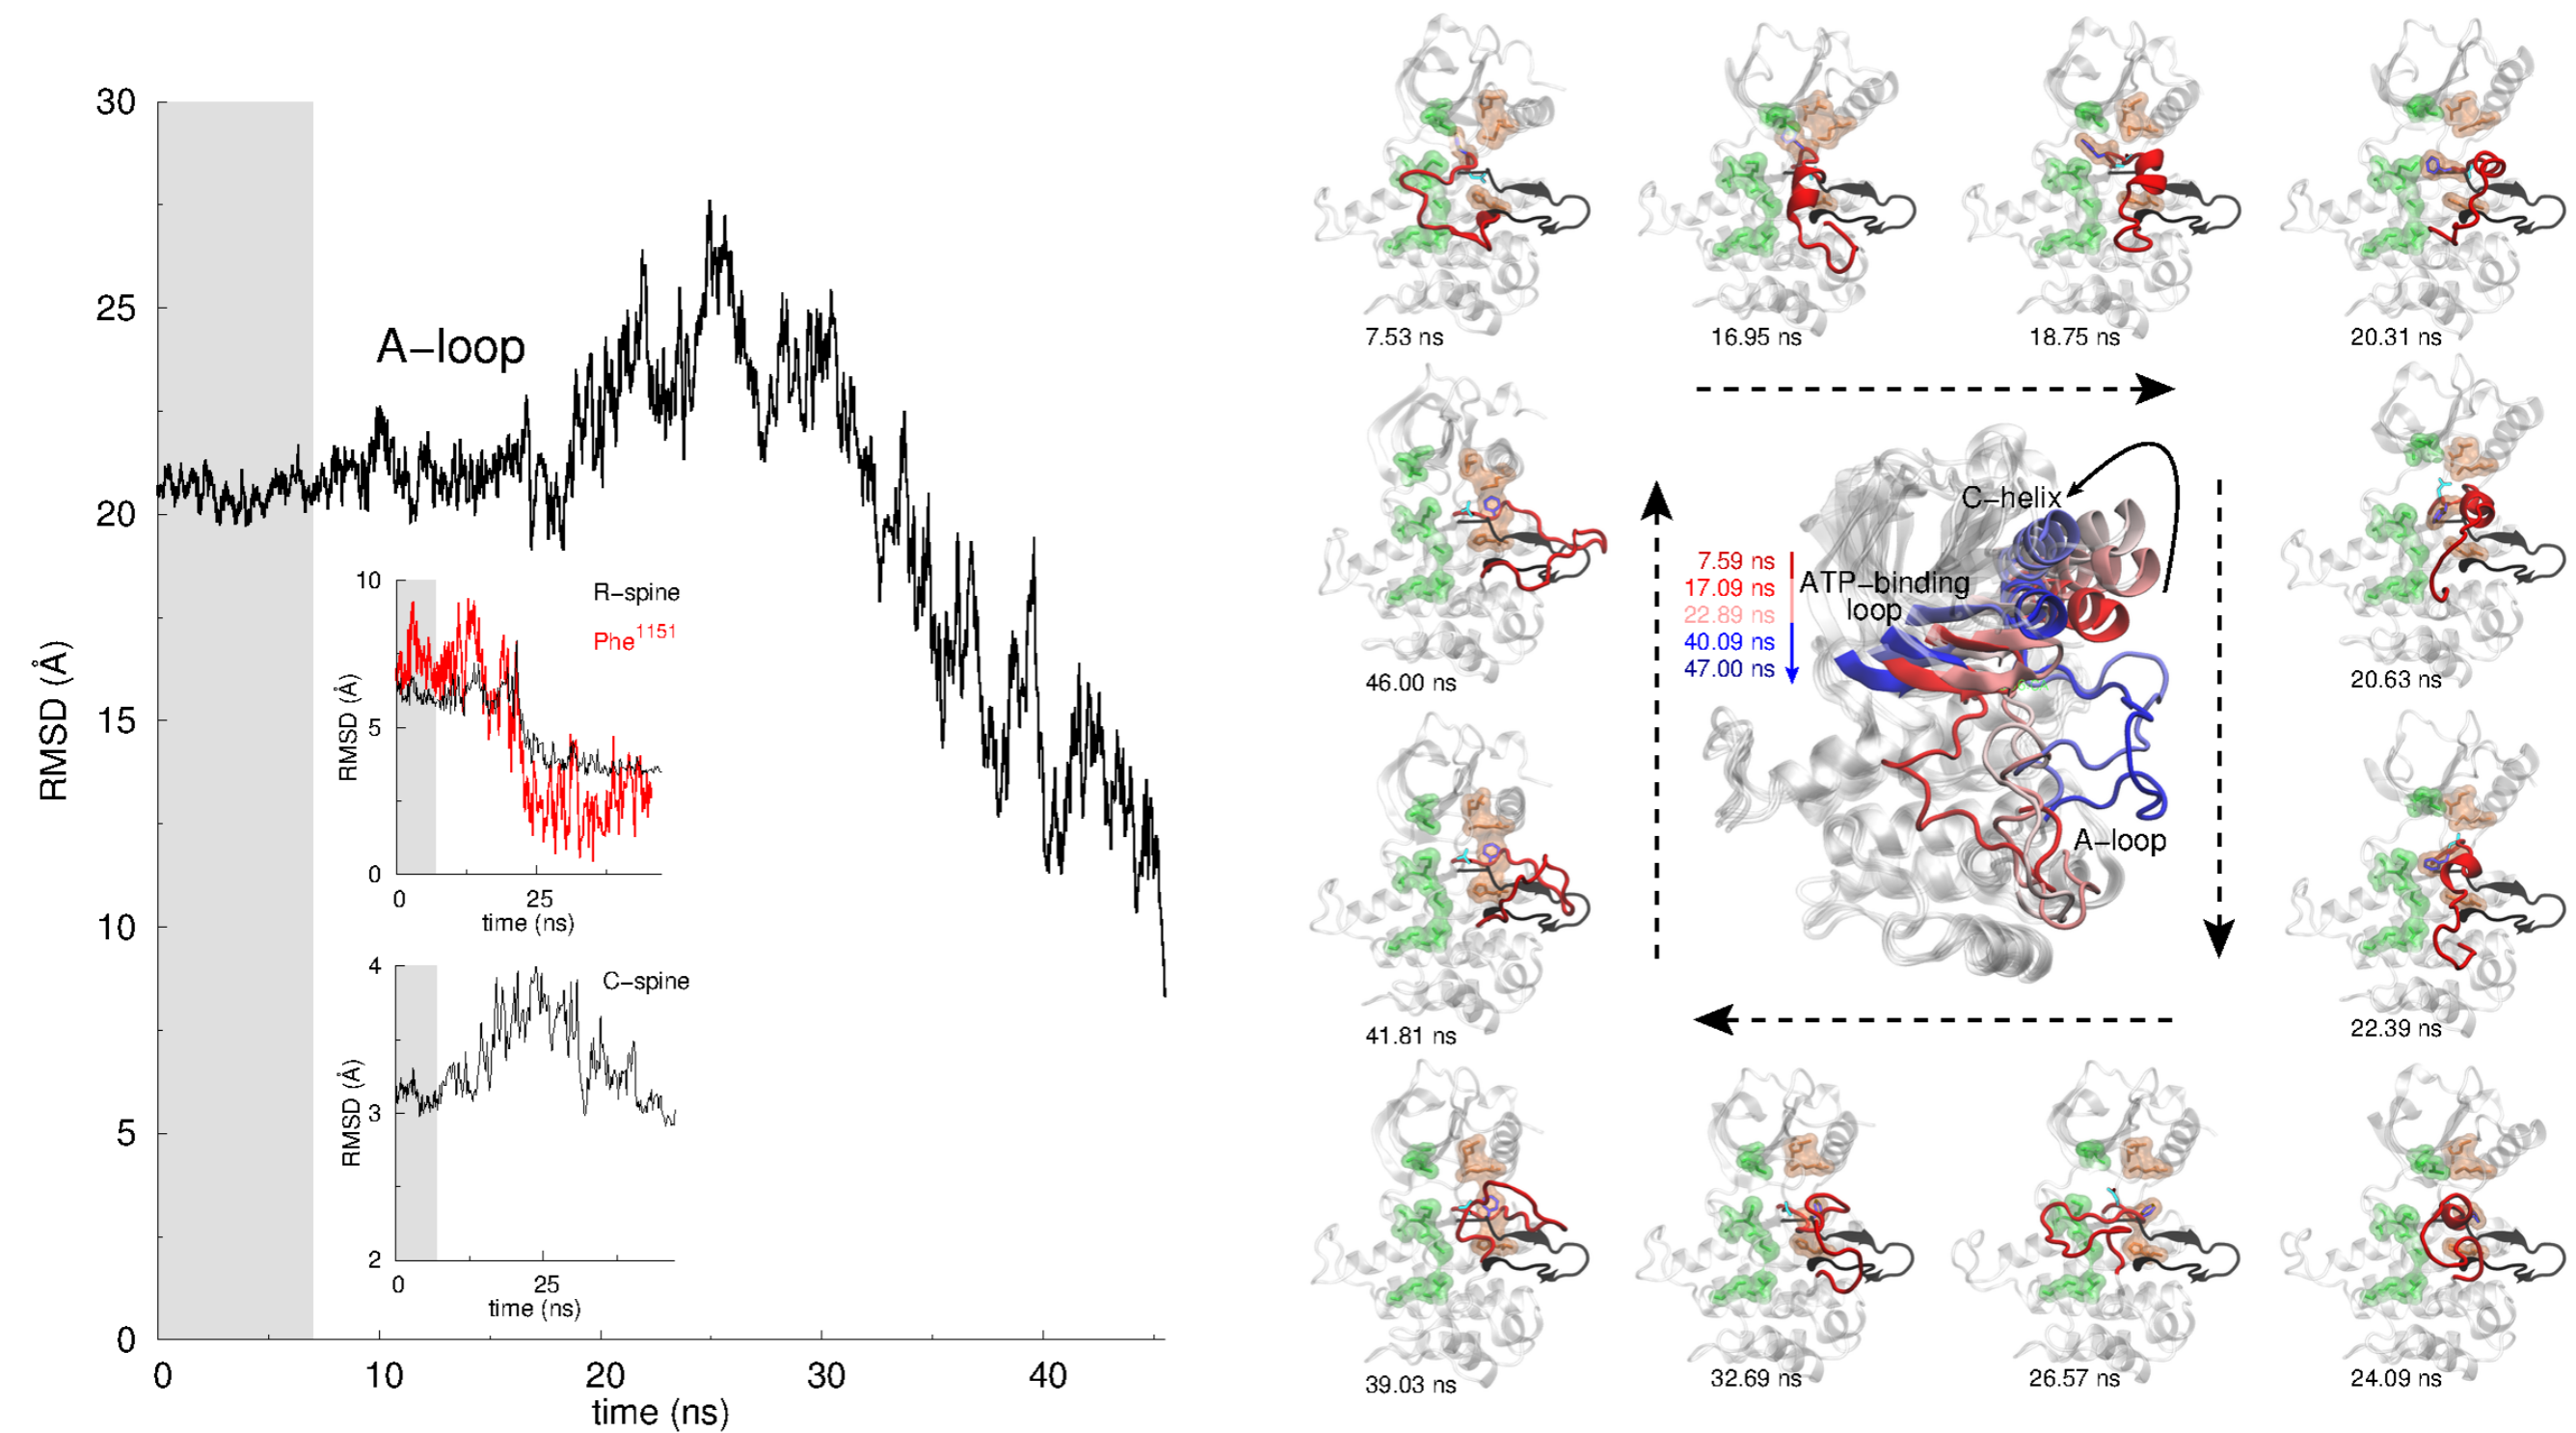 30
25
20
15
10
5
0
RMSD (Å)
0
10
20
30
40
time (ns)
A−loop
10
5
0
RMSD (Å)
R−spine
Phe1151
0
25
time (ns)
4
3
2
RMSD (Å)
C−spine
0
25
time (ns)
7.53 ns
16.95 ns
18.75 ns
20.31 ns
46.00 ns
20.63 ns
41.81 ns
22.39 ns
39.03 ns
32.69 ns
26.57 ns
24.09 ns
C−helix
7.59 ns
17.09 ns
22.89 ns
40.09 ns
47.00 ns
ATP−binding
loop
A−loop